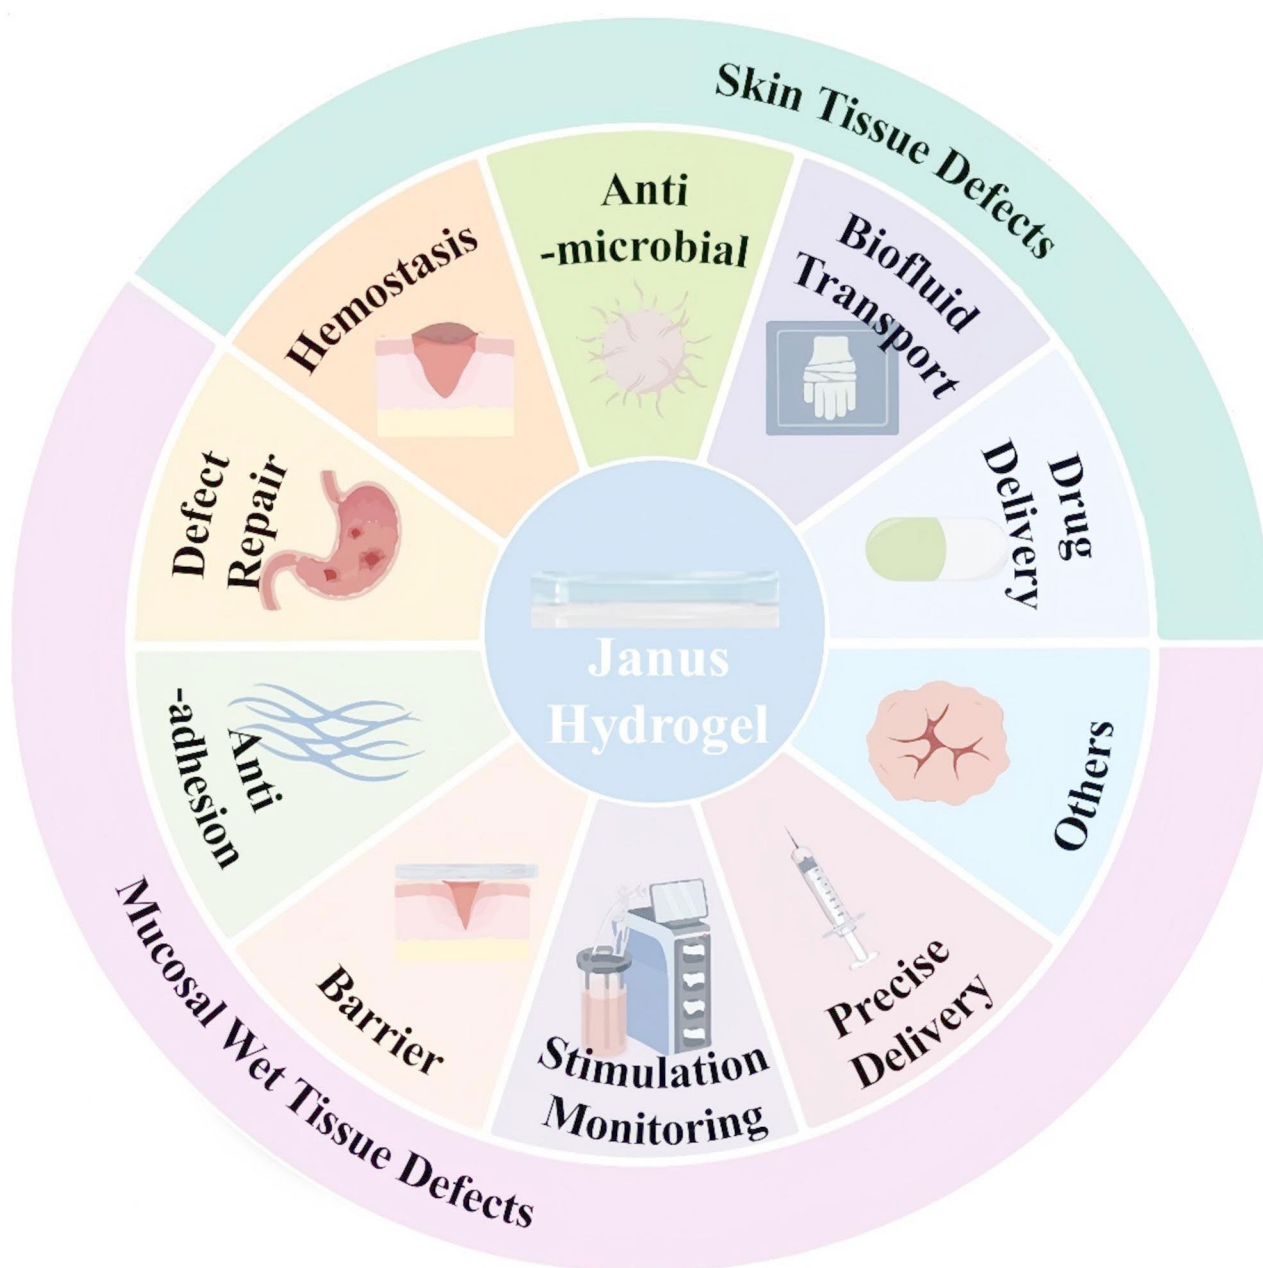 Skin Tissue Defects
Hemostasis
Anti
-microbial
Biofluid
Transport
Drug
Delivery
Others
Precise
Delivery
Stimulation
Monitoring
Barrier
Anti
-adhesion
Defect
Repair
Janus
Hydrogel
Mucosal Wet Tissue Defects